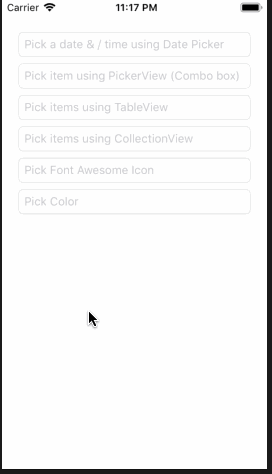 Carrier 11:17 PM
Pick a date & / time using Date Picker
Pick item using PickerView (Combo box)
Pick items using TableView
Pick items using CollectionView
Pick Font Awesome Icon
Pick Color